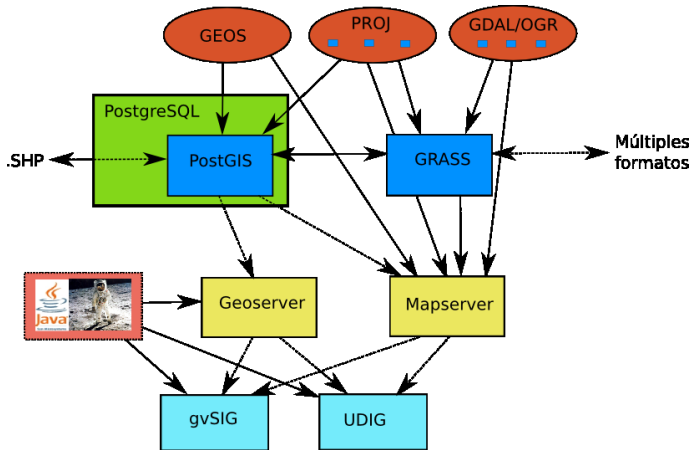 GEOS
PROJ
GDAL/OGR
PostgreSQL
.SHP
PostGIS
GRASS
Múltiples
formatos
Java
Geoserver
Mapserver
gvSIG
UDIG